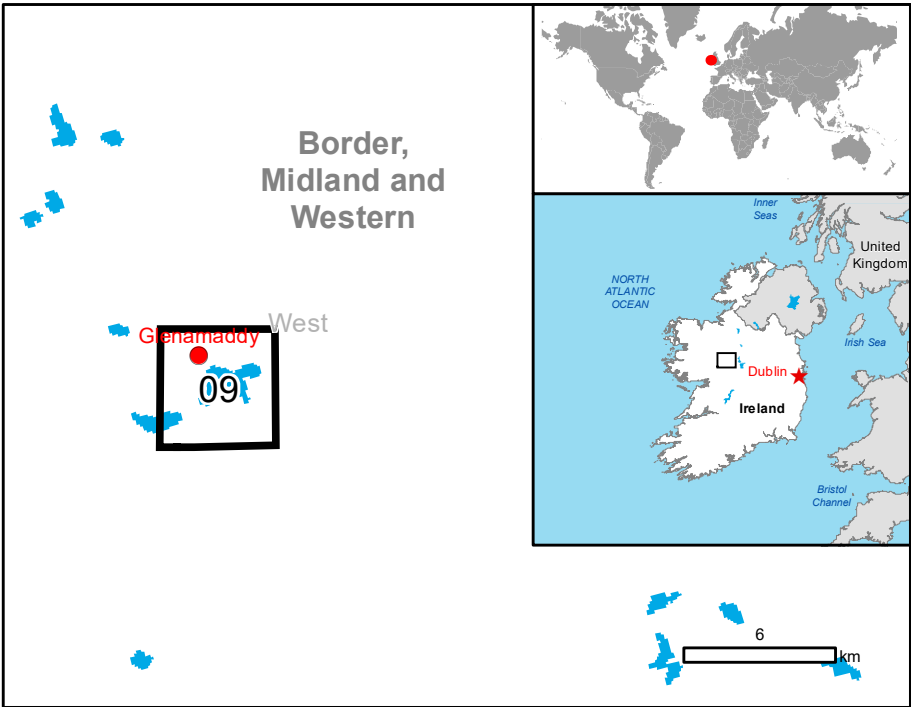 Border,
Midland and
Western
West
Glenamaddy
09
6
km
Inner
Seas
United
Kingdom
NORTH
ATLANTIC
OCEAN
Irish Sea
Dublin
Ireland
Bristol
Channel